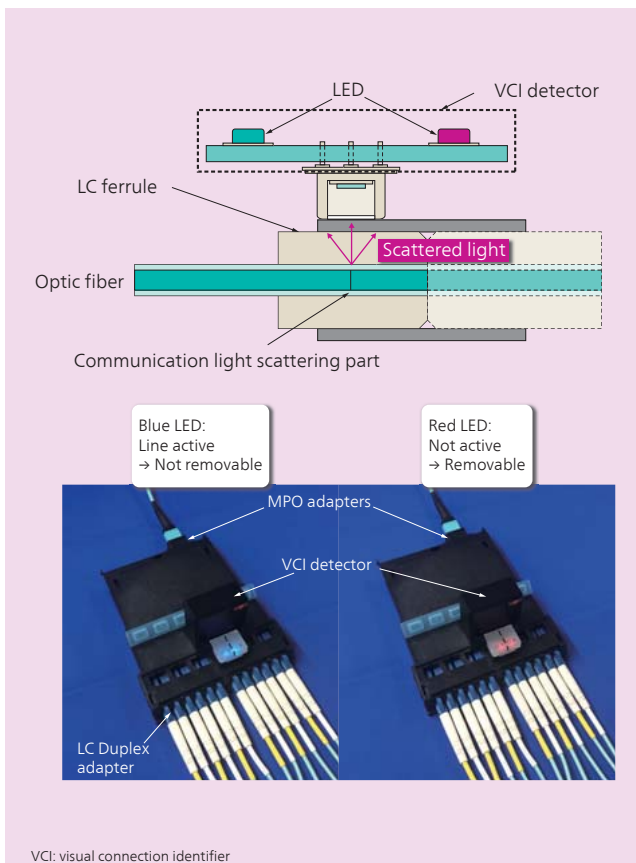 LED
VCI detector
LC ferrule
Scattered light
Optic fiber
Communication light scattering part
Blue LED:
Line active
→ Not removable
Red LED:
Not active
→ Removable
MPO adapters
VCI detector
LC Duplex
adapter
VCI: visual connection identifier